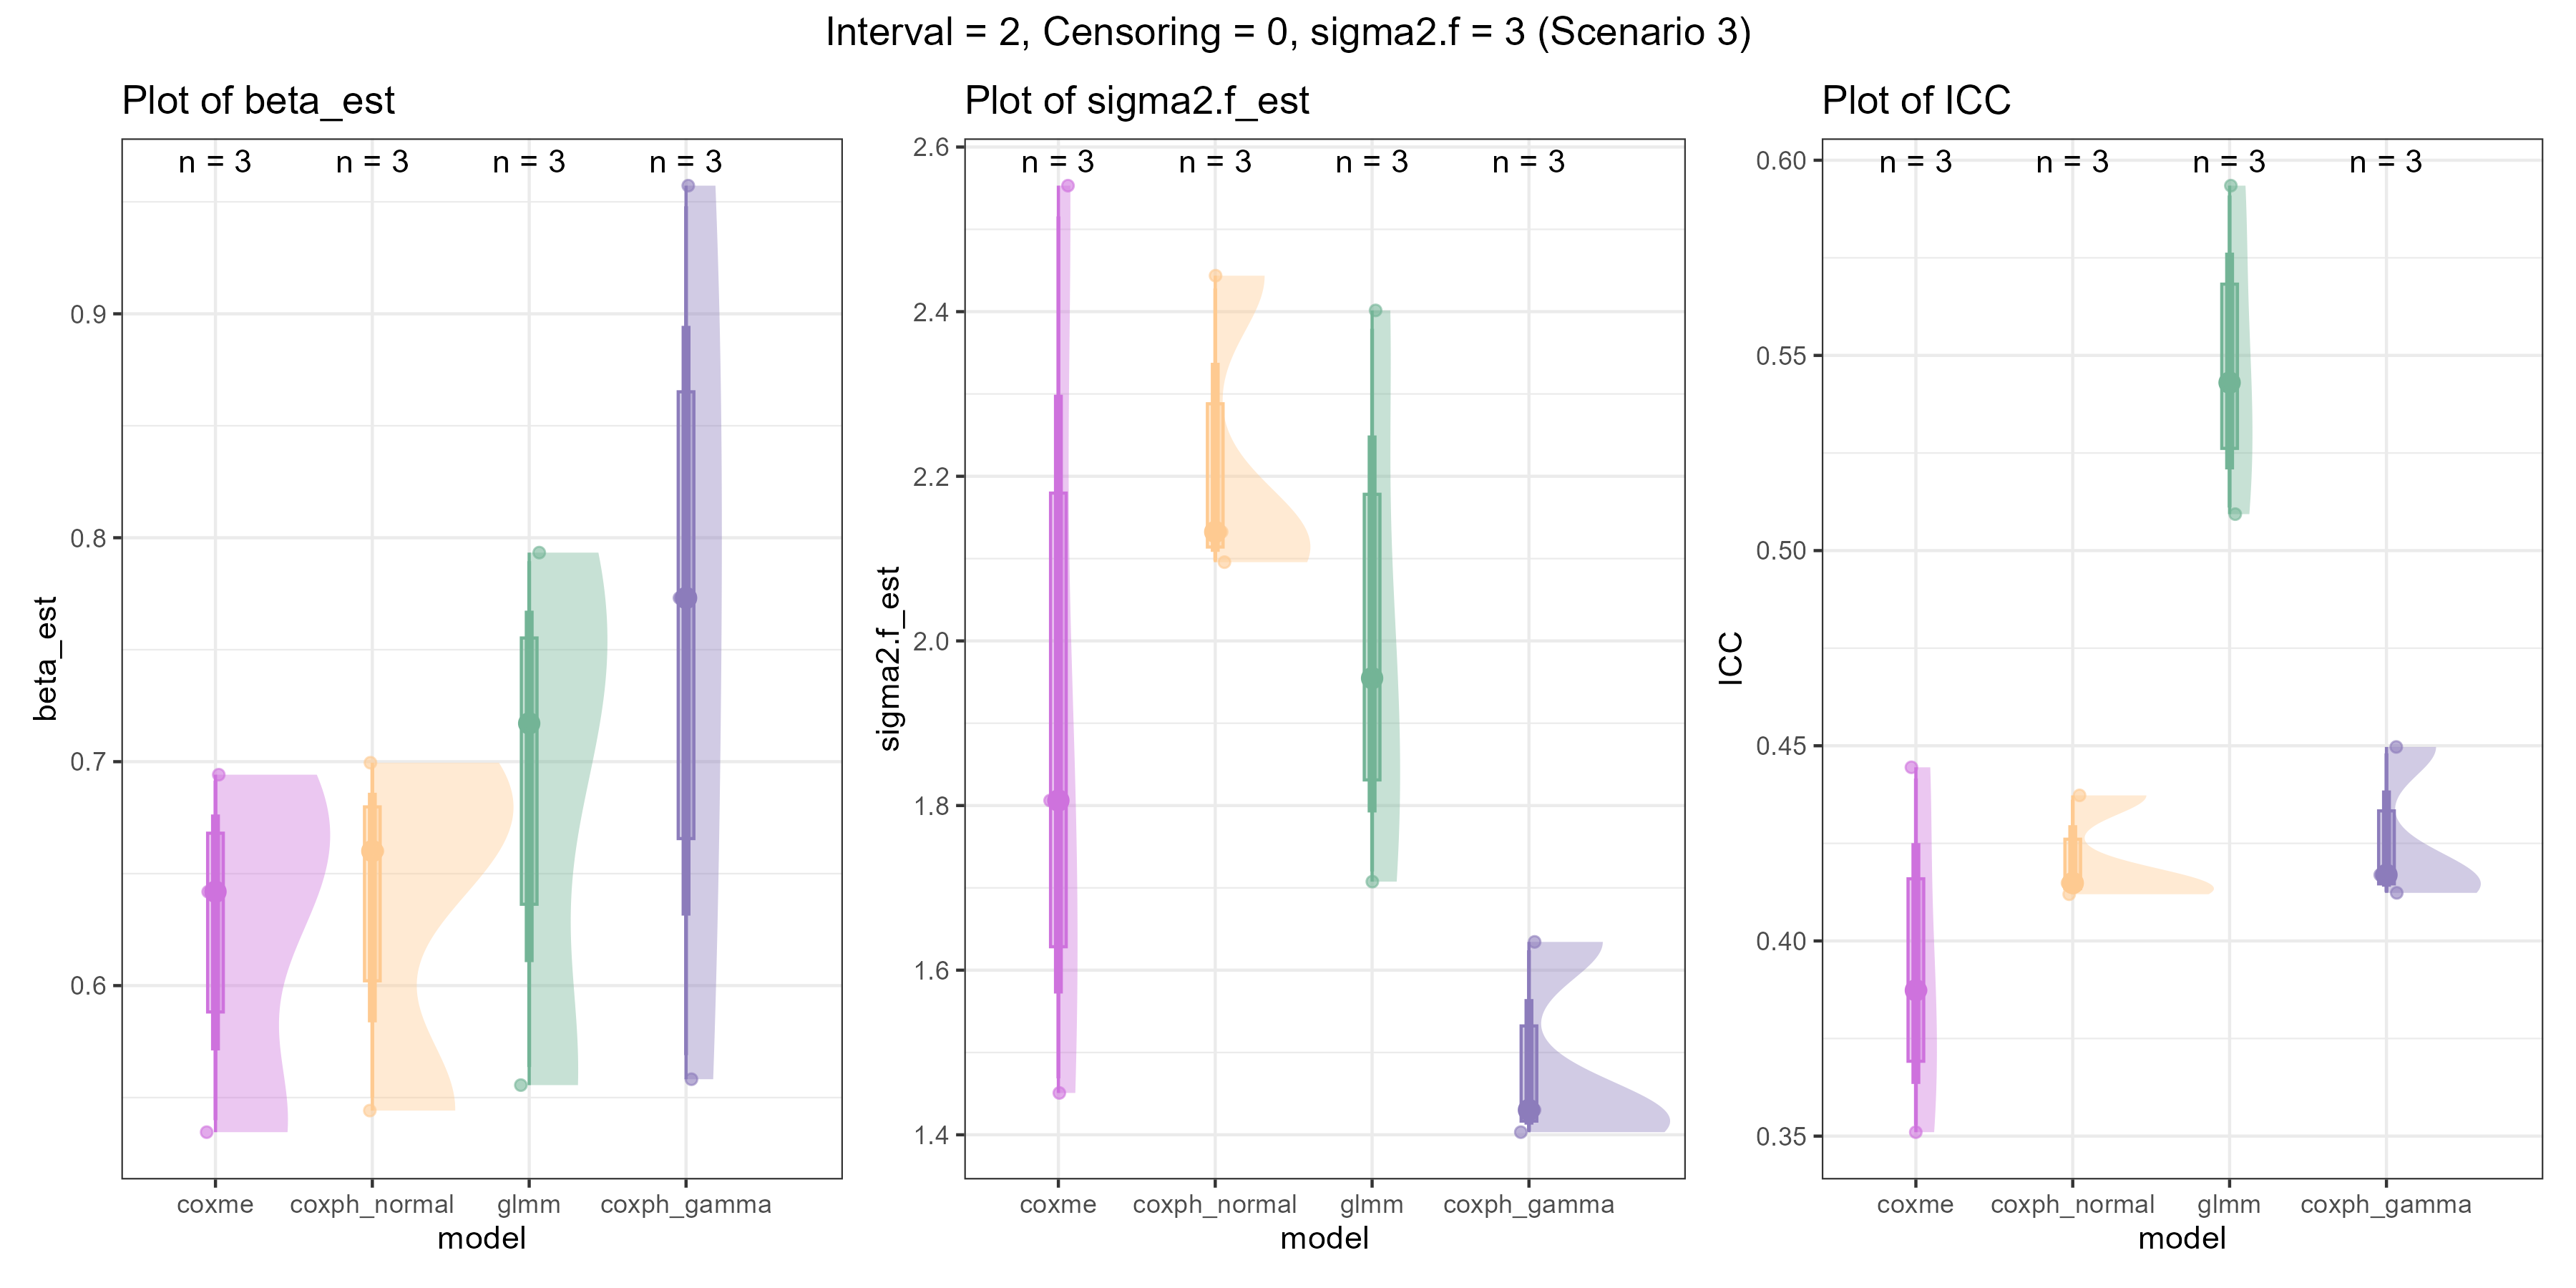 Interval = 2, Censoring = 0, sigma2.f = 3 (Scenario 3)
Plot of beta_est
n = 3 n = 3 n = 3 n = 3
0.9
0.8
0.7
0.6
beta_est
coxme coxph_normal glmm coxph_gamma
model
Plot of sigma2.f_est
n = 3 n = 3 n = 3 n = 3
2.6
2.4
2.2
2.0
1.8
1.6
1.4
sigma2.f_est
coxme coxph_normal glmm coxph_gamma
model
Plot of ICC
n = 3 n = 3 n = 3 n = 3
0.60
0.55
0.50
0.45
0.40
0.35
ICC
coxme coxph_normal glmm coxph_gamma
model